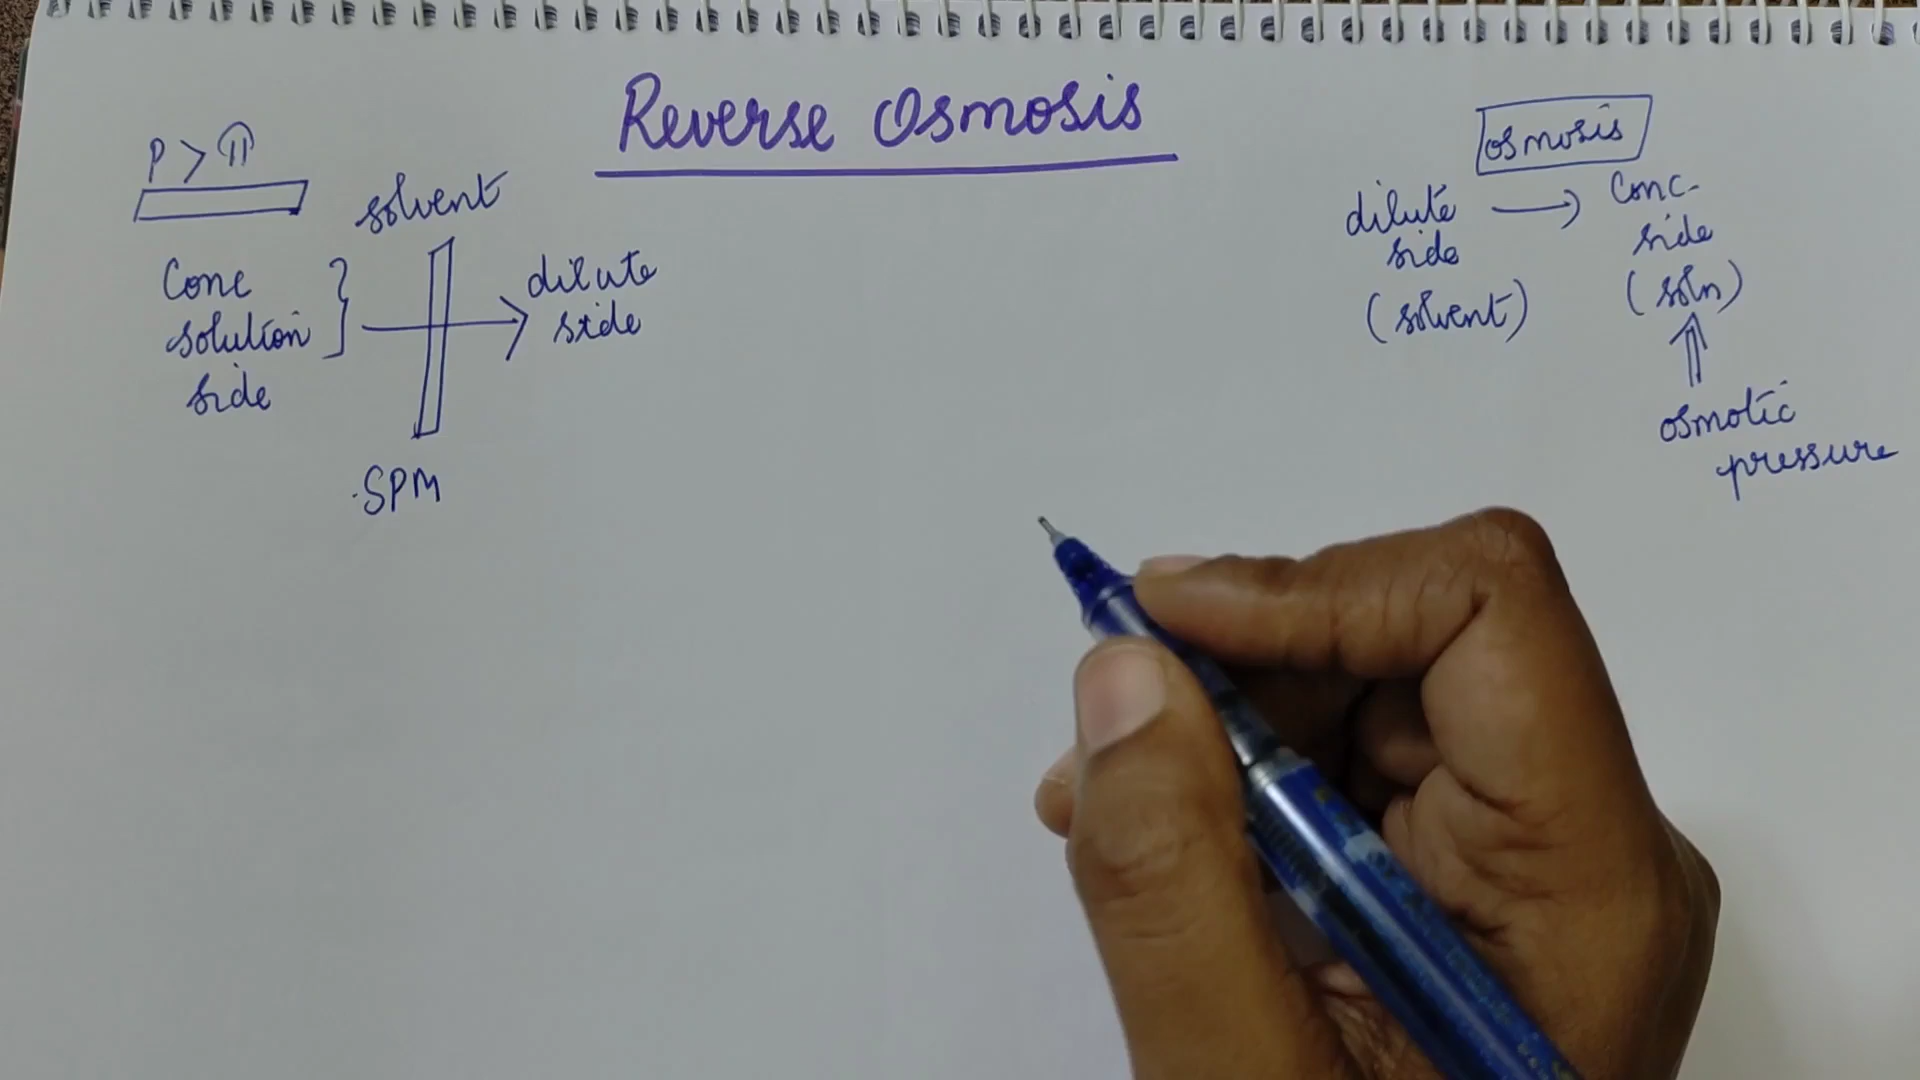 Reverse Osmosis
P > π
solvent
Conc
solution
side
dilute
side
SPM
osmosis
dilute
side
(solvent)
Conc-
side
(soln)
osmotic
pressure